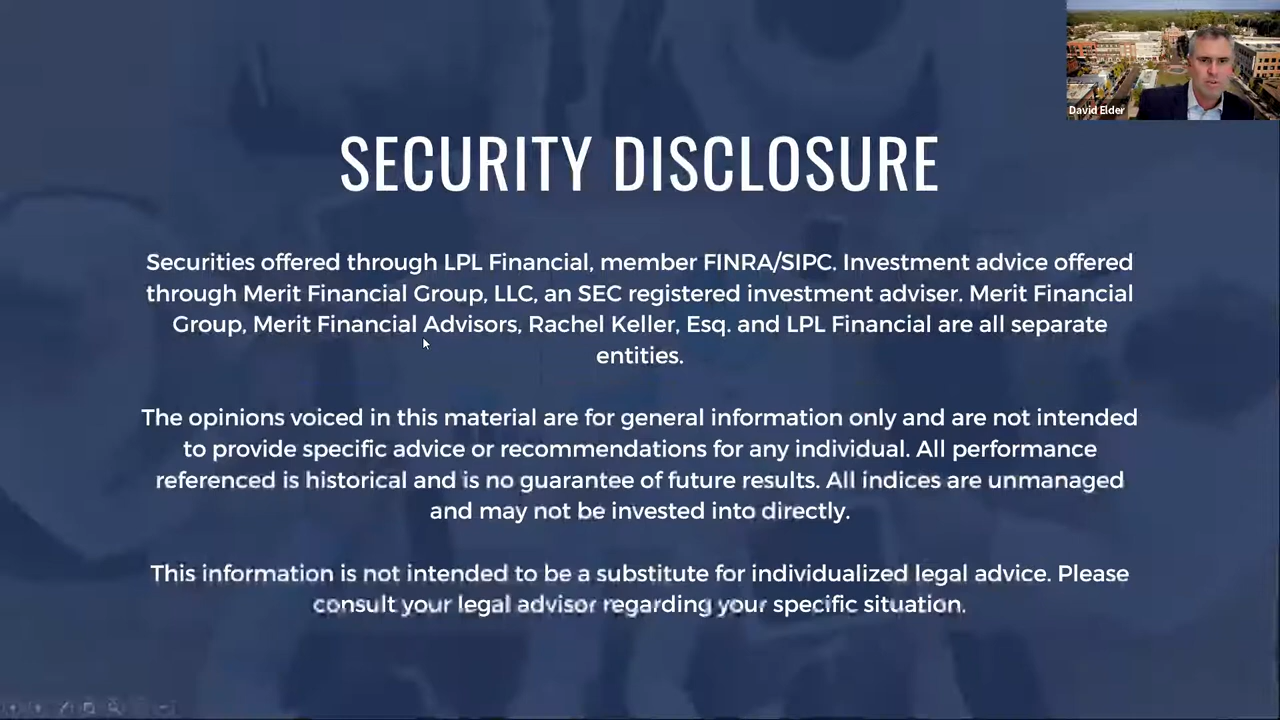 David Elder
SECURITY DISCLOSURE
Securities offered through LPL Financial, member FINRA/SIPC. Investment advice offered
through Merit Financial Group, LLC, an SEC registered investment adviser. Merit Financial
Group, Merit Financial Advisors, Rachel Keller, Esq. and LPL Financial are all separate
entities.
The opinions voiced in this material are for general information only and are not intended
to provide specific advice or recommendations for any individual. All performance
referenced is historical and is no guarantee of future results. All indices are unmanaged
and may not be invested into directly.
This information is not intended to be a substitute for individualized legal advice. Please
consult your legal advisor regarding your specific situation.